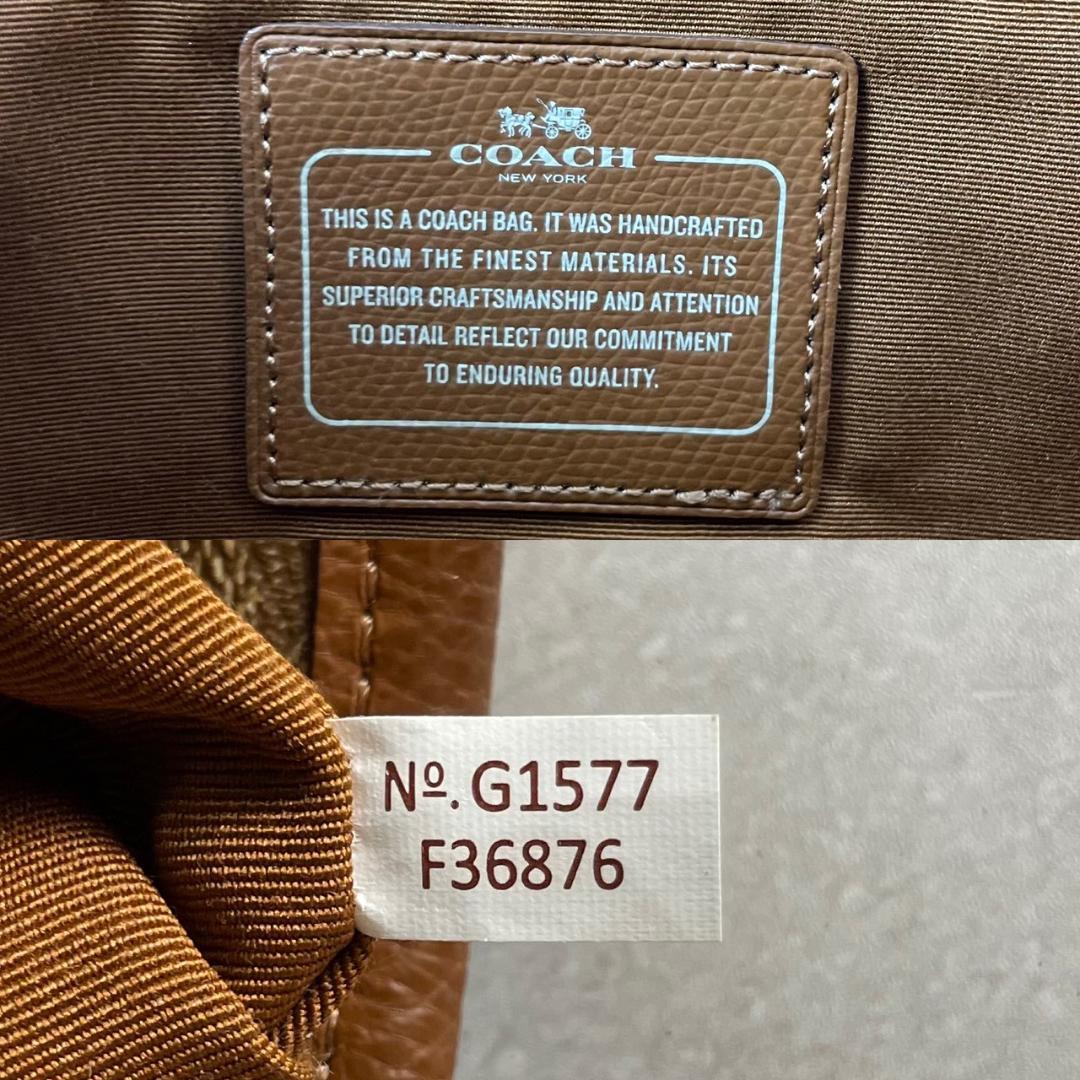 COACH
NEW YORK
THIS IS A COACH BAG. IT WAS HANDCRAFTED
FROM THE FINEST MATERIALS. ITS
SUPERIOR CRAFTSMANSHIP AND ATTENTION
TO DETAIL REFLECT OUR COMMITMENT
TO ENDURING QUALITY.
Nº. G1577
F36876